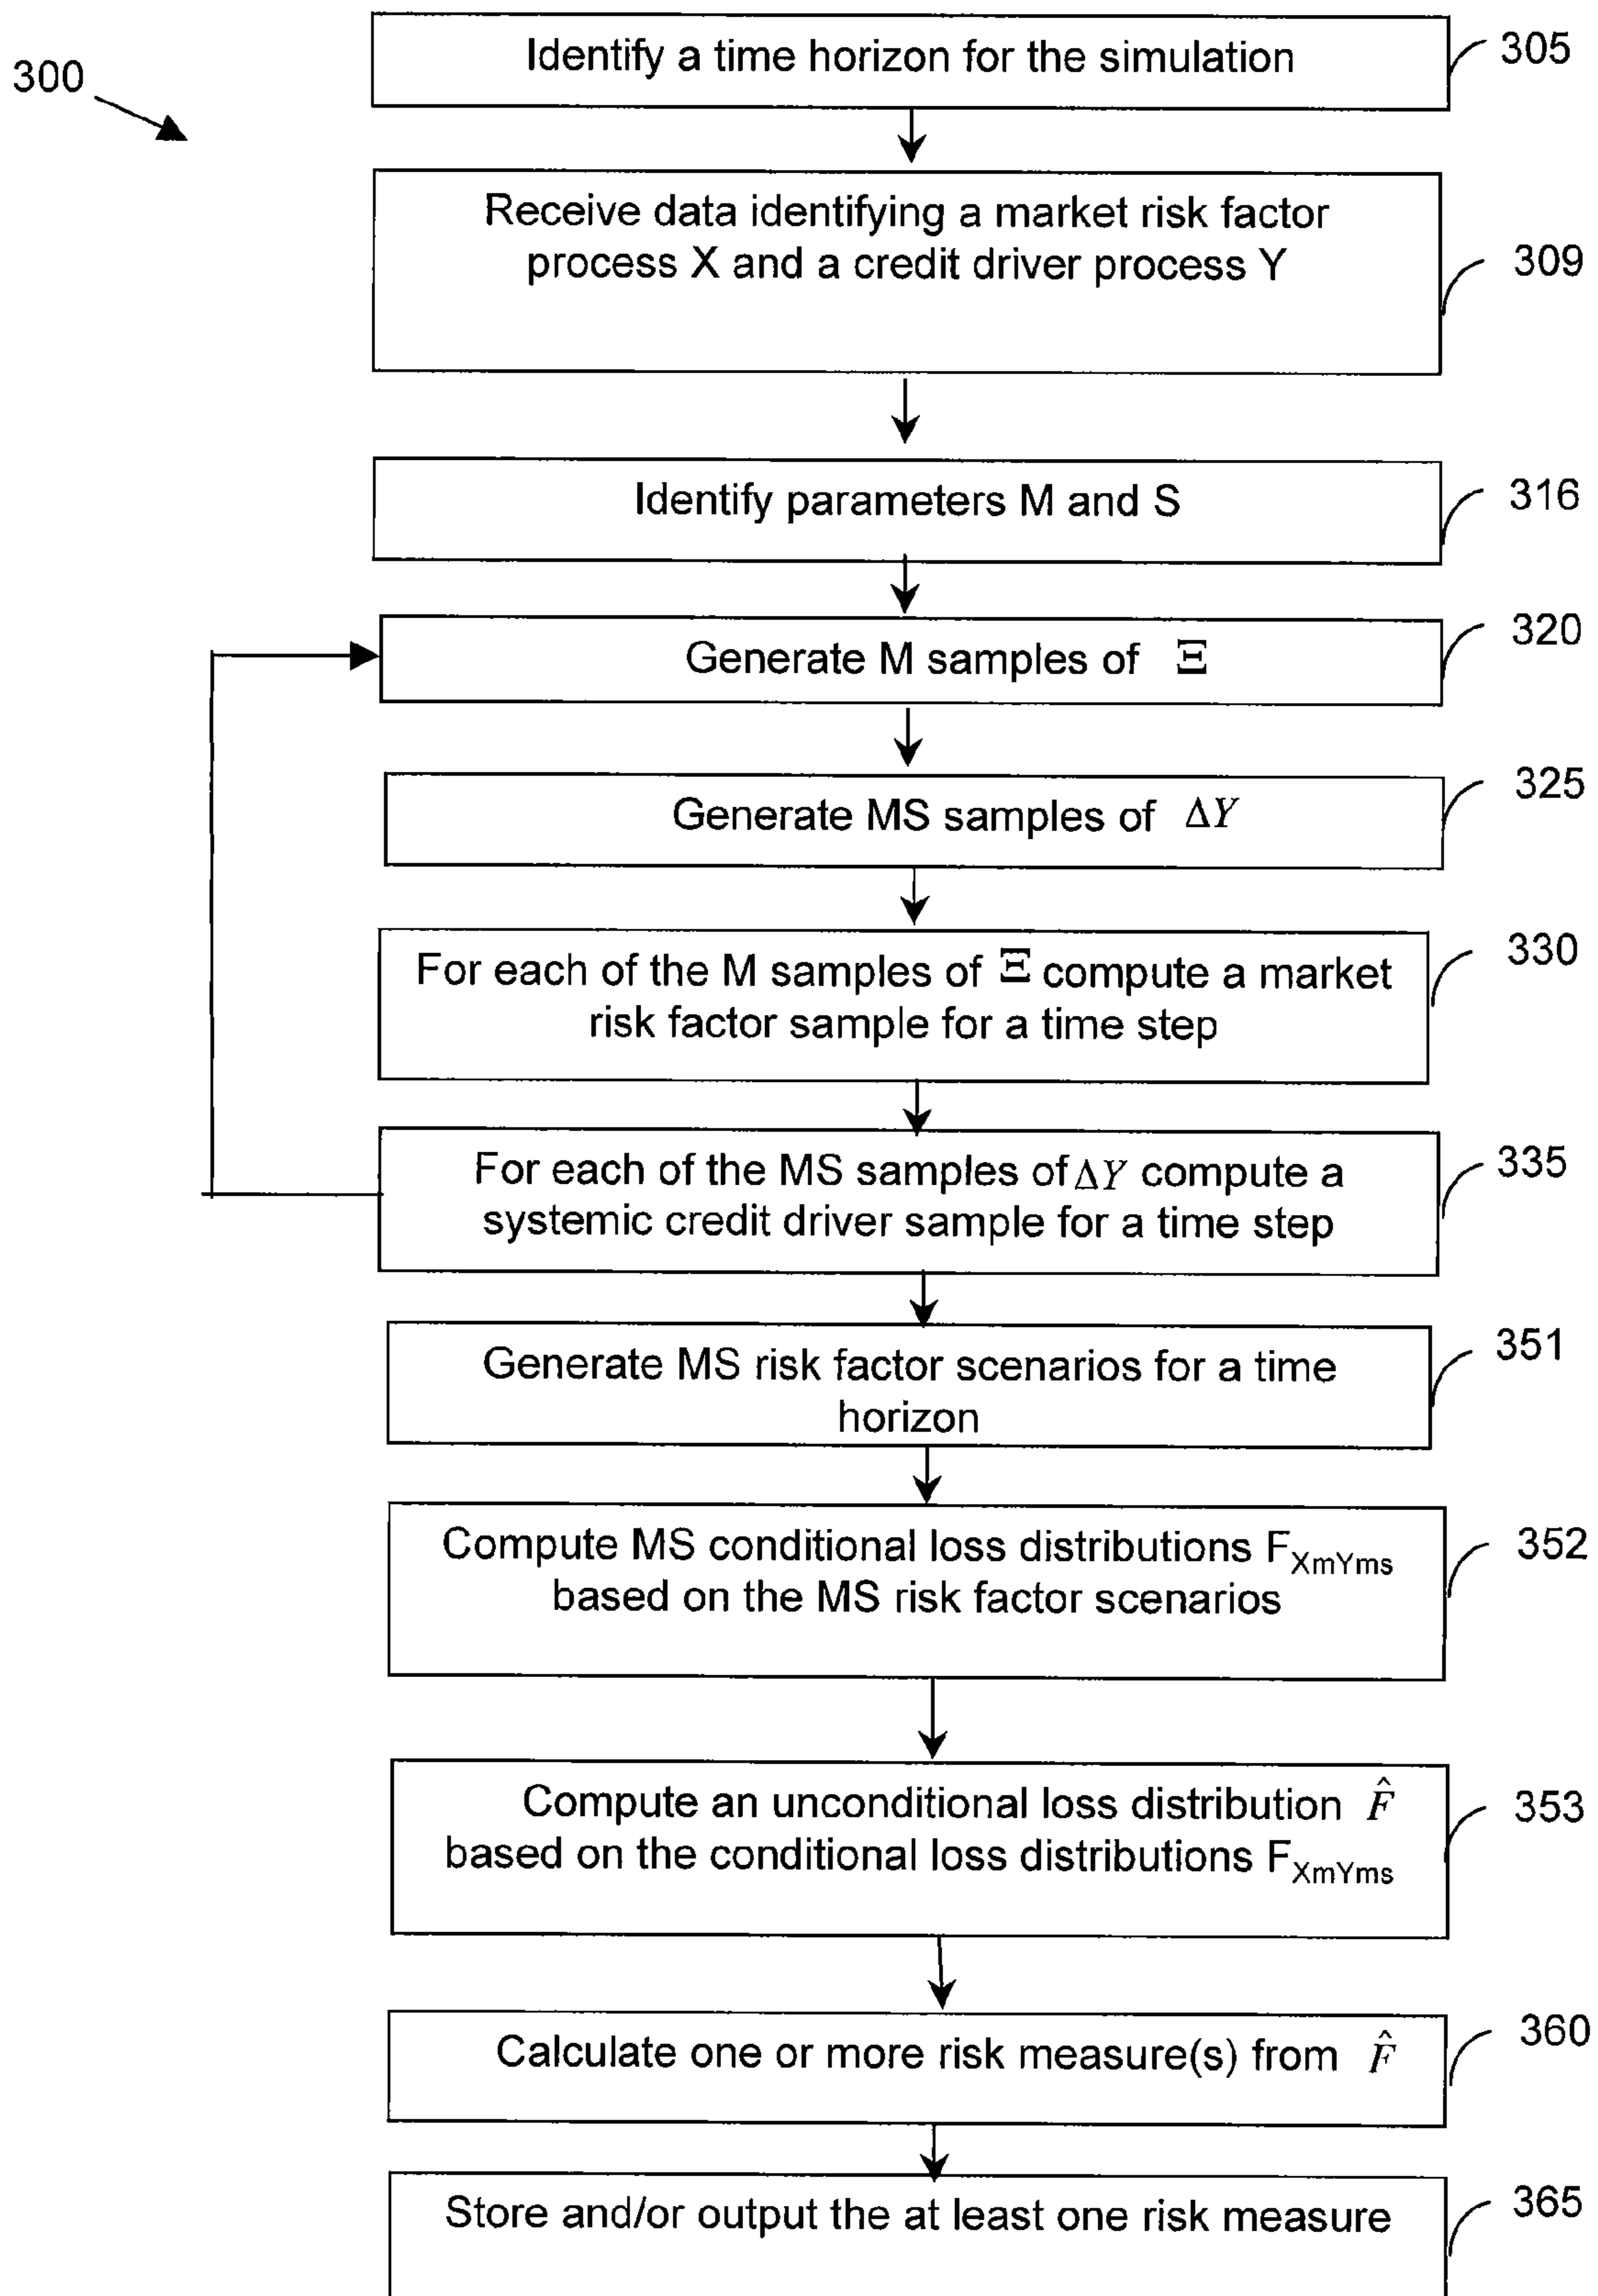 300
Identify a time horizon for the simulation
305
Receive data identifying a market risk factor
process X and a credit driver process Y
309
Identify parameters M and S
316
Generate M samples of Ξ
320
Generate MS samples of ΔY
325
For each of the M samples of Ξ compute a market
risk factor sample for a time step
330
For each of the MS samples of ΔY compute a
systemic credit driver sample for a time step
335
Generate MS risk factor scenarios for a time
horizon
351
Compute MS conditional loss distributions F_XmYms
based on the MS risk factor scenarios
352
Compute an unconditional loss distribution F̂
based on the conditional loss distributions F_XmYms
353
Calculate one or more risk measure(s) from F̂
360
Store and/or output the at least one risk measure
365